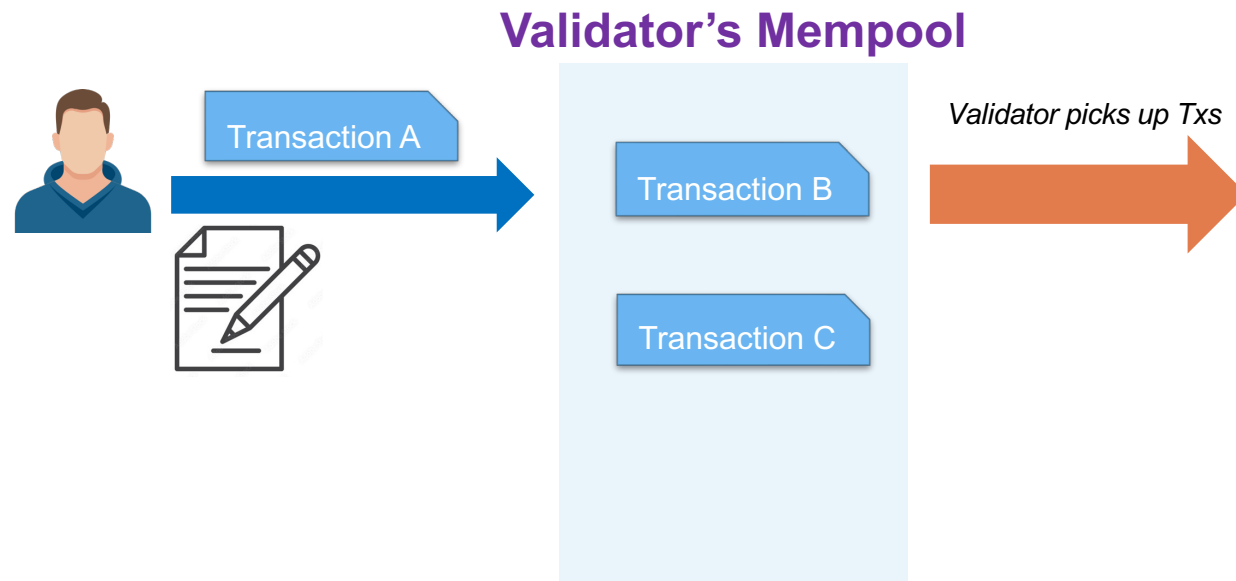 Validator’s Mempool
Transaction A
Validator picks up Txs
Transaction B
Transaction C